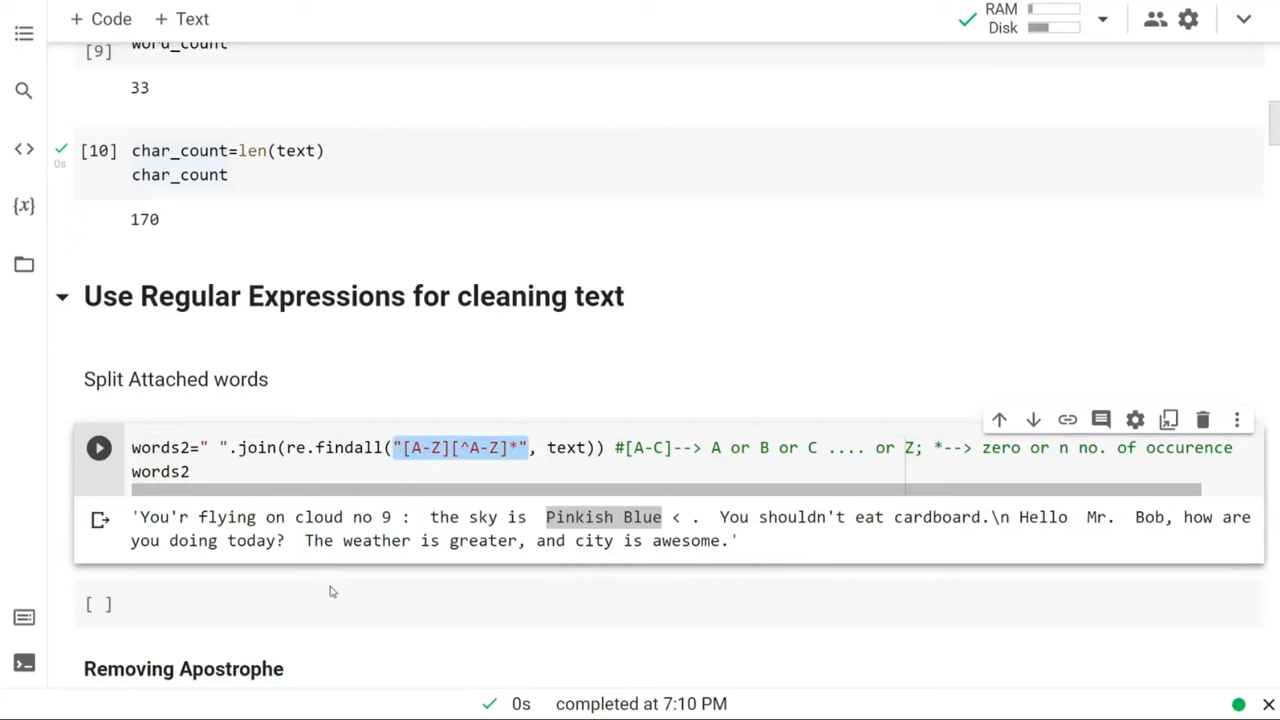 + Code + Text
RAM
Disk
[9] word_count
33
[10] char_count=len(text)
0s
char_count
170
Use Regular Expressions for cleaning text
Split Attached words
words2=" ".join(re.findall("[A-Z][^A-Z]*", text)) #[A-C]--> A or B or C .... or Z; *--> zero or n no. of occurence
words2
'You'r flying on cloud no 9 :  the sky is  Pinkish Blue < .  You shouldn't eat cardboard.\n Hello  Mr.  Bob, how are
you doing today?  The weather is greater, and city is awesome.'
[ ]
Removing Apostrophe
0s completed at 7:10 PM